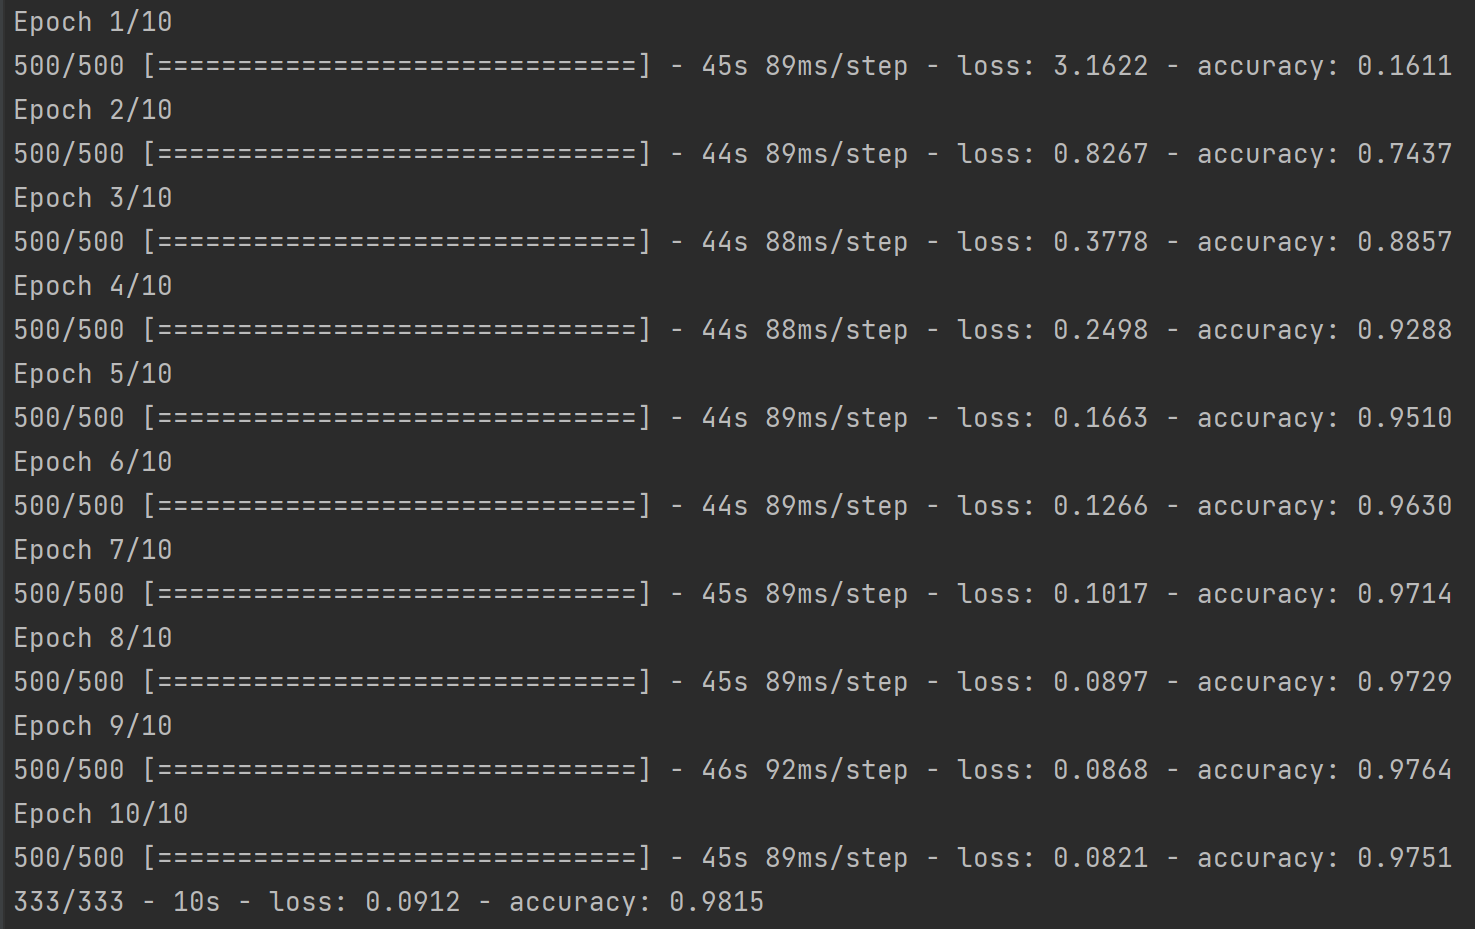 Epoch 1/10
500/500 [==============================] - 45s 89ms/step - loss: 3.1622 - accuracy: 0.1611
Epoch 2/10
500/500 [==============================] - 44s 89ms/step - loss: 0.8267 - accuracy: 0.7437
Epoch 3/10
500/500 [==============================] - 44s 88ms/step - loss: 0.3778 - accuracy: 0.8857
Epoch 4/10
500/500 [==============================] - 44s 88ms/step - loss: 0.2498 - accuracy: 0.9288
Epoch 5/10
500/500 [==============================] - 44s 89ms/step - loss: 0.1663 - accuracy: 0.9510
Epoch 6/10
500/500 [==============================] - 44s 89ms/step - loss: 0.1266 - accuracy: 0.9630
Epoch 7/10
500/500 [==============================] - 45s 89ms/step - loss: 0.1017 - accuracy: 0.9714
Epoch 8/10
500/500 [==============================] - 45s 89ms/step - loss: 0.0897 - accuracy: 0.9729
Epoch 9/10
500/500 [==============================] - 46s 92ms/step - loss: 0.0868 - accuracy: 0.9764
Epoch 10/10
500/500 [==============================] - 45s 89ms/step - loss: 0.0821 - accuracy: 0.9751
333/333 - 10s - loss: 0.0912 - accuracy: 0.9815